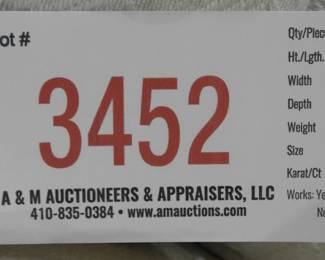 ot #
3452
A & M AUCTIONEERS & APPRAISERS, LLC
410-835-0384 • www.amauctions.com
Qty/Piec
Ht./Lgth.
Width
Depth
Weight
Size
Karat/Ct
Works: Ye
N